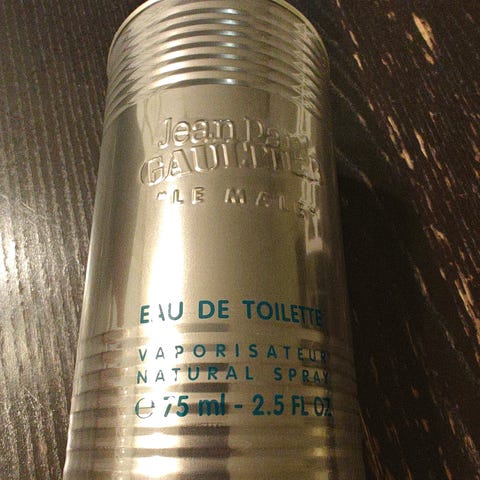 Jean Paul
GAULTIER
"LE MALE"
EAU DE TOILETTE
VAPORISATEUR
NATURAL SPRAY
℮ 75 ml - 2.5 FL OZ